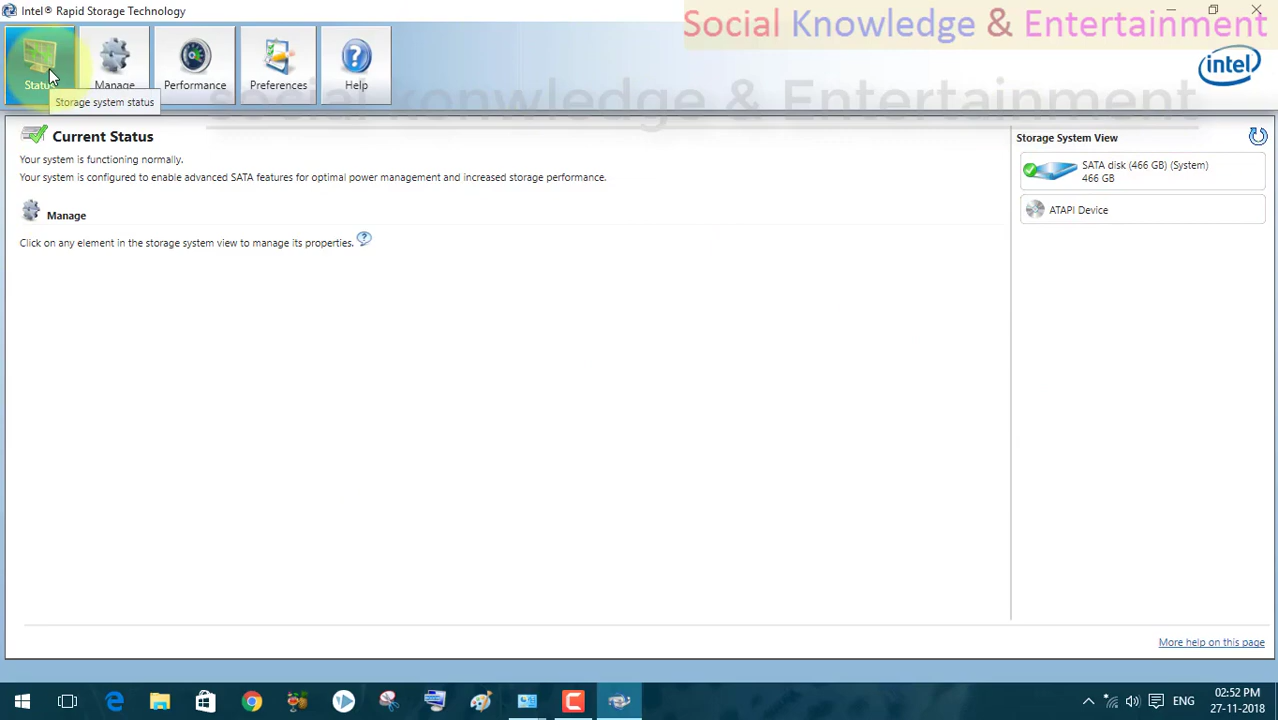 Intel® Rapid Storage Technology
Social Knowledge & Entertainment
Status
Manage
Performance
Preferences
Help
intel
Storage system status
social konwledge & Entertainment
Current Status
Your system is functioning normally.
Your system is configured to enable advanced SATA features for optimal power management and increased storage performance.
Manage
Click on any element in the storage system view to manage its properties.
Storage System View
SATA disk (466 GB) (System)
466 GB
ATAPI Device
More help on this page
ENG
02:52 PM
27-11-2018